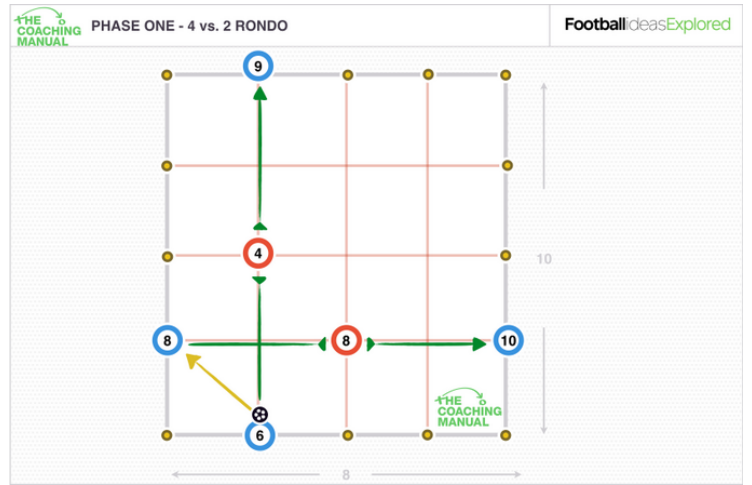 THE
COACHING
MANUAL
PHASE ONE - 4 vs. 2 RONDO
FootballideasExplored
9
4
10
8
8
10
THE
COACHING
MANUAL
6
8